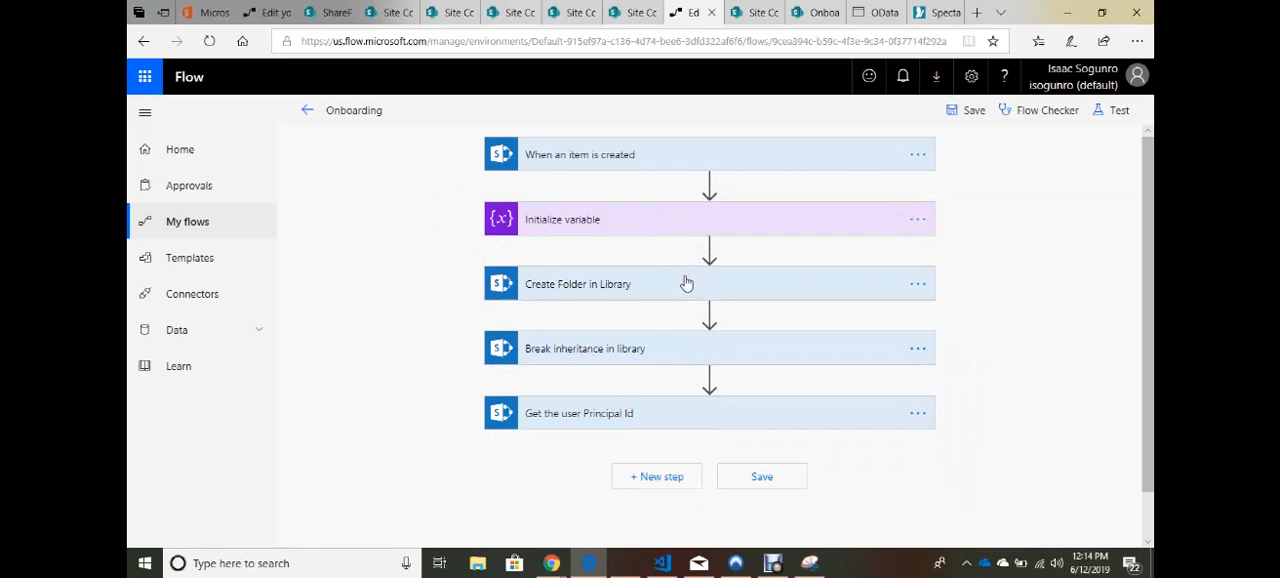 Micros
Edit yo
ShareF
Site Cc
Site Cc
Site Cc
Site Cc
Site Cc
Ed
Site Cc
Onboa
OData
Specta
https://us.flow.microsoft.com/manage/environments/Default-915ef97a-c136-4d74-bee6-3dfd322af6f6/flows/9cea394c-b59c-4f3e-9c34-0f37714f292a
Flow
Isaac Sogunro
isogunro (default)
Onboarding
Save
Flow Checker
Test
Home
Approvals
My flows
Templates
Connectors
Data
Learn
When an item is created
{x} Initialize variable
Create Folder in Library
Break inheritance in library
Get the user Principal Id
+ New step
Save
Type here to search
12:14 PM
6/12/2019
22